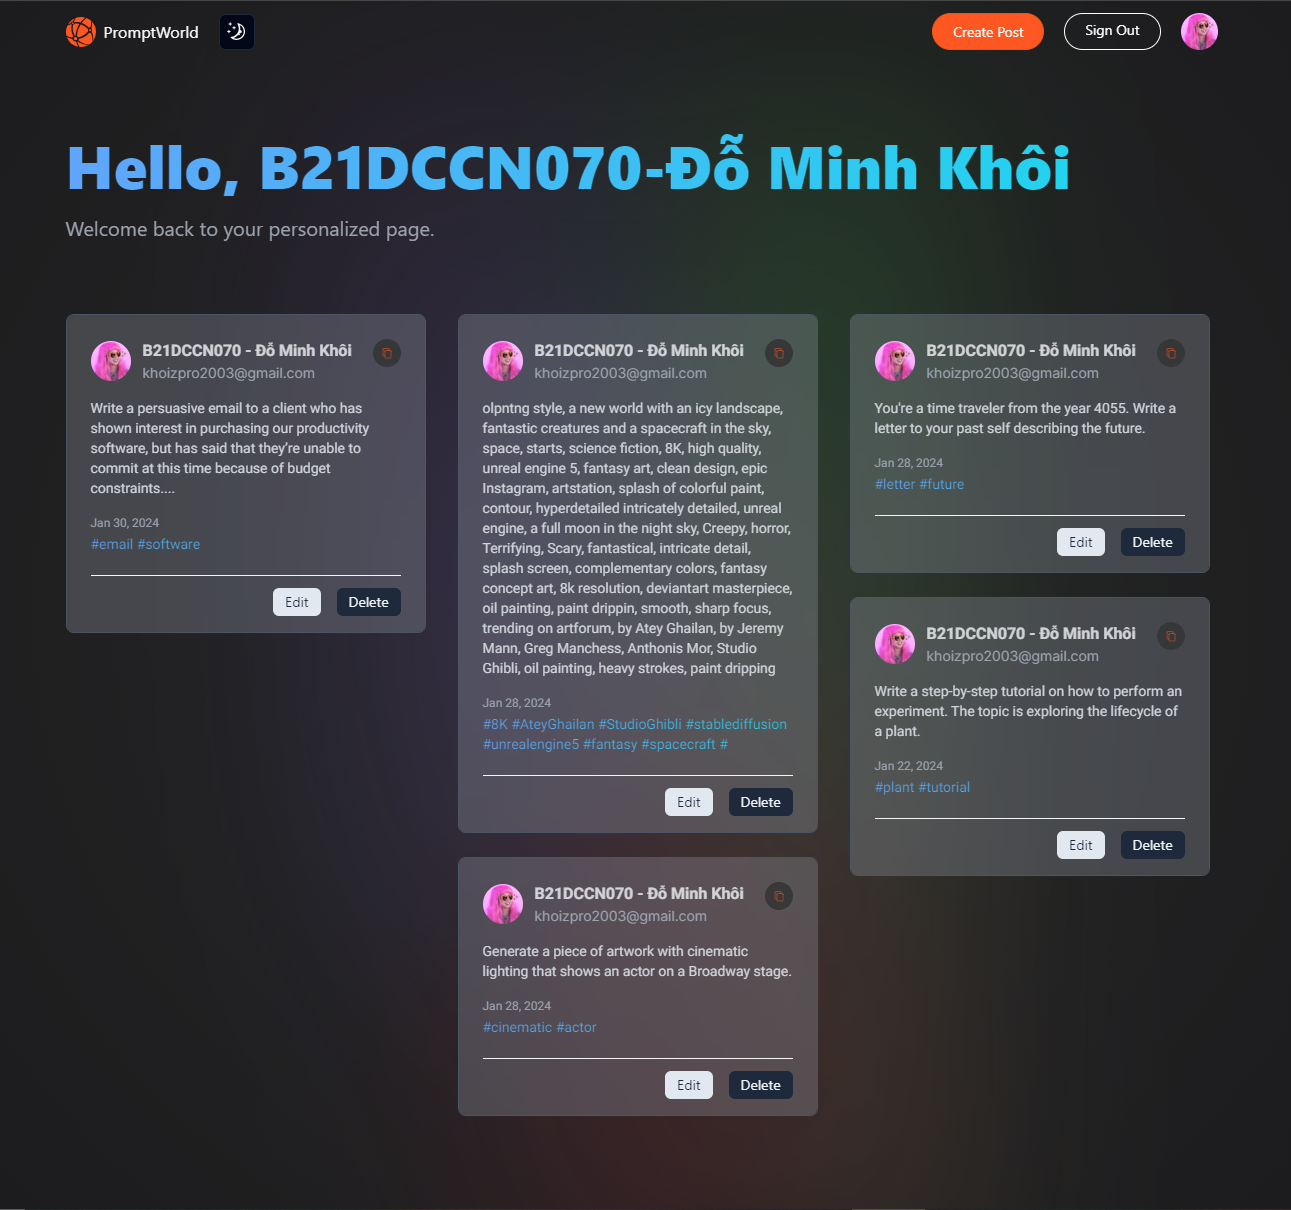 PromptWorld
Create Post
Sign Out
Hello, B21DCCN070-Đỗ Minh Khôi
Welcome back to your personalized page.
B21DCCN070 - Đỗ Minh Khôi
khoizpro2003@gmail.com
Write a persuasive email to a client who has
shown interest in purchasing our productivity
software, but has said that they're unable to
commit at this time because of budget
constraints....
Jan 30, 2024
#email #software
Edit
Delete
B21DCCN070 - Đỗ Minh Khôi
khoizpro2003@gmail.com
olpntng style, a new world with an icy landscape,
fantastic creatures and a spacecraft in the sky,
space, starts, science fiction, 8K, high quality,
unreal engine 5, fantasy art, clean design, epic
Instagram, artstation, splash of colorful paint,
contour, hyperdetailed intricately detailed, unreal
engine, a full moon in the night sky, Creepy, horror,
Terrifying, Scary, fantastical, intricate detail,
splash screen, complementary colors, fantasy
concept art, 8k resolution, deviantart masterpiece,
oil painting, paint drippin, smooth, sharp focus,
trending on artforum, by Atey Ghailan, by Jeremy
Mann, Greg Manchess, Anthonis Mor, Studio
Ghibli, oil painting, heavy strokes, paint dripping
Jan 28, 2024
#8K #AteyGhailan #StudioGhibli #stablediffusion
#unrealengine5 #fantasy #spacecraft #
Edit
Delete
B21DCCN070 - Đỗ Minh Khôi
khoizpro2003@gmail.com
Generate a piece of artwork with cinematic
lighting that shows an actor on a Broadway stage.
Jan 28, 2024
#cinematic #actor
Edit
Delete
B21DCCN070 - Đỗ Minh Khôi
khoizpro2003@gmail.com
You're a time traveler from the year 4055. Write a
letter to your past self describing the future.
Jan 28, 2024
#letter #future
Edit
Delete
B21DCCN070 - Đỗ Minh Khôi
khoizpro2003@gmail.com
Write a step-by-step tutorial on how to perform an
experiment. The topic is exploring the lifecycle of
a plant.
Jan 22, 2024
#plant #tutorial
Edit
Delete